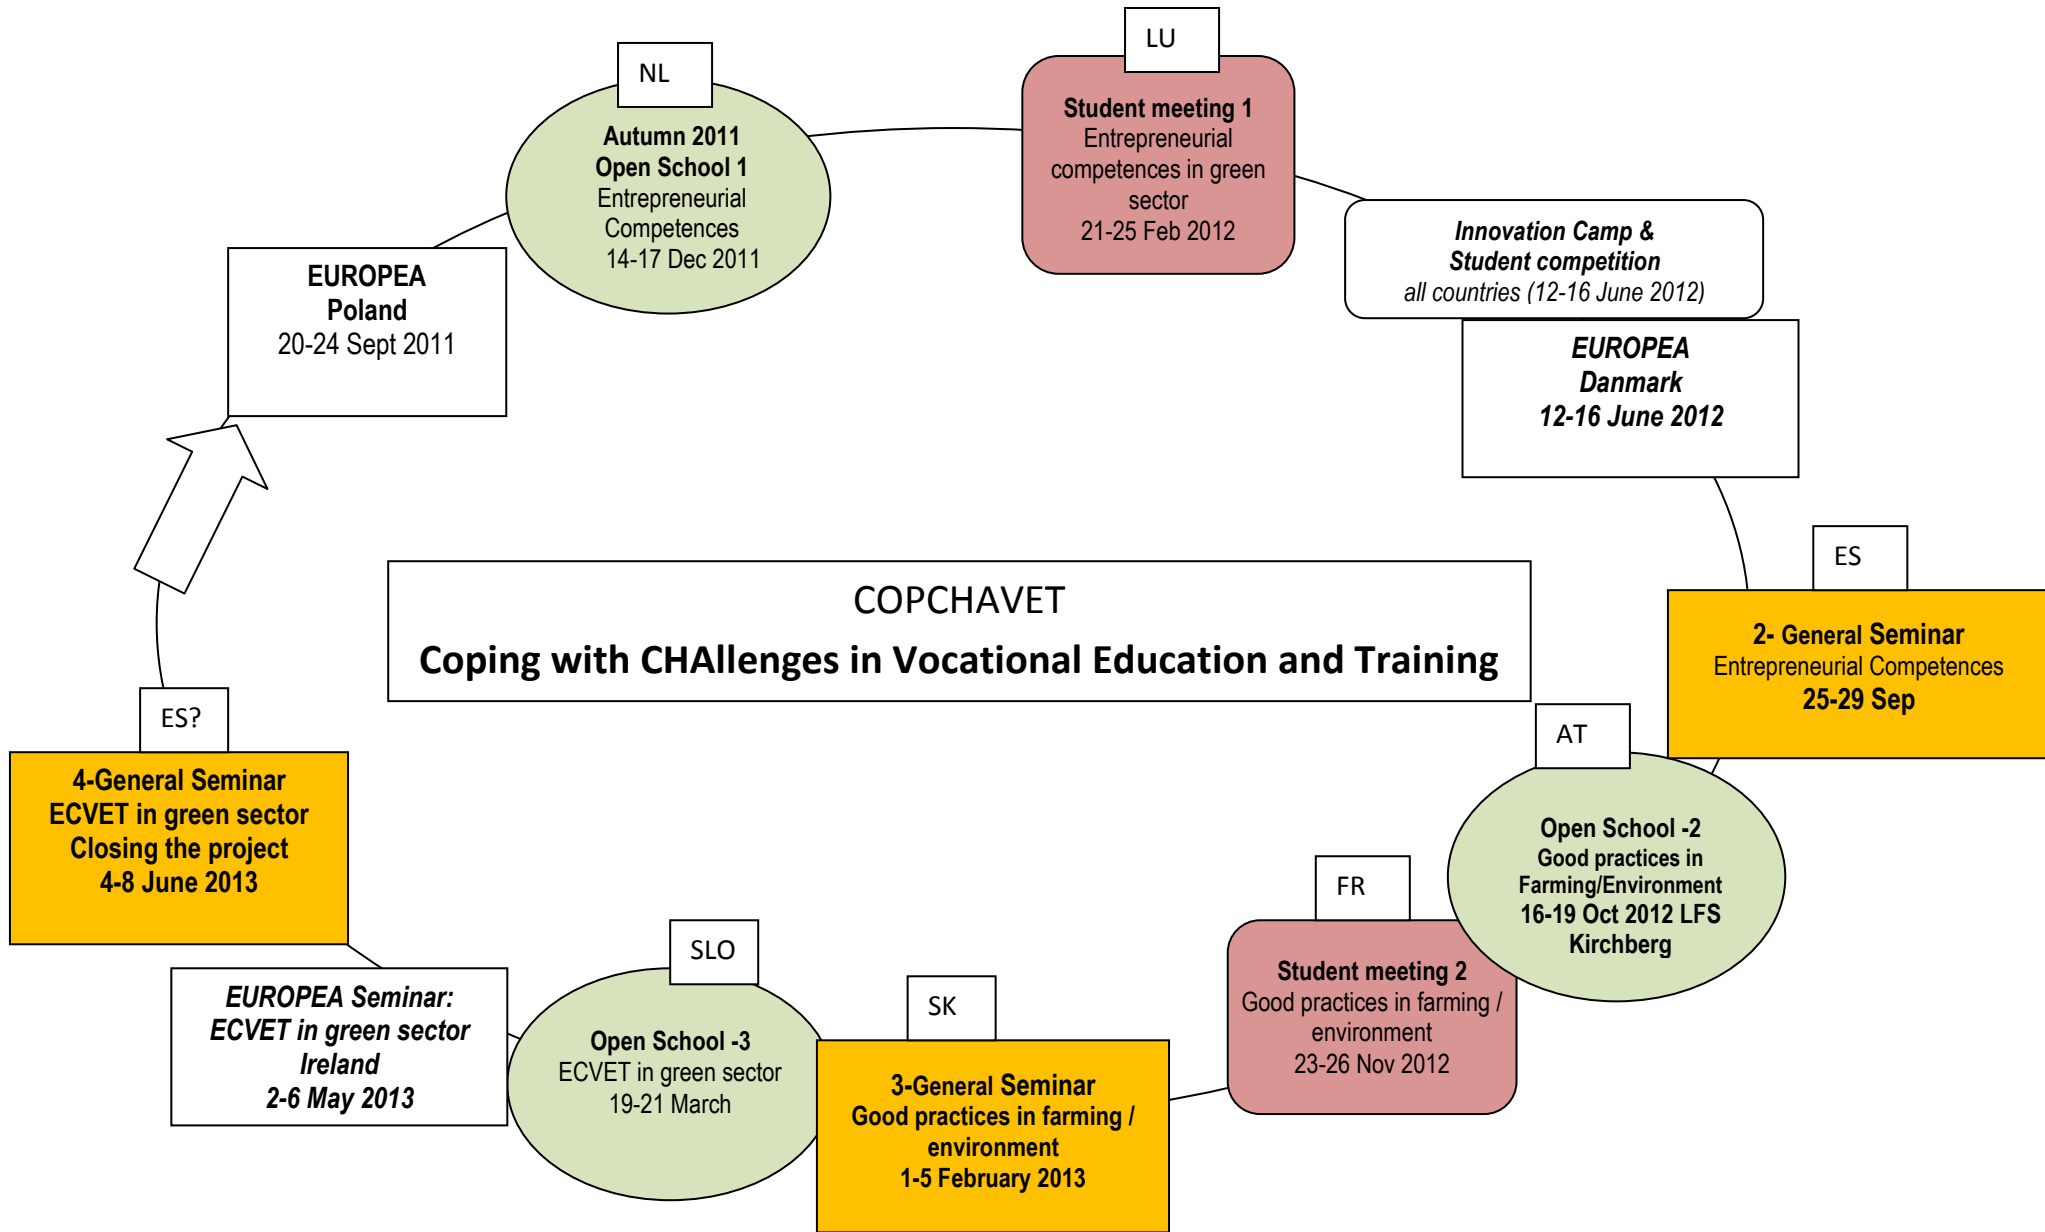 LU
NL
Student meeting 1
Entrepreneurial
competences in green
sector
21-25 Feb 2012
Autumn 2011
Open School 1
Entrepreneurial
Competences
14-17 Dec 2011
Innovation Camp &
Student competition
all countries (12-16 June 2012)
EUROPEA
Poland
20-24 Sept 2011
EUROPEA
Danmark
12-16 June 2012
ES
COPCHAVET
Coping with CHAllenges in Vocational Education and Training
2- General Seminar
Entrepreneurial Competences
25-29 Sep
ES?
AT
4-General Seminar
ECVET in green sector
Closing the project
4-8 June 2013
Open School -2
Good practices in
Farming/Environment
16-19 Oct 2012 LFS
Kirchberg
FR
SLO
Student meeting 2
Good practices in farming /
environment
23-26 Nov 2012
EUROPEA Seminar:
ECVET in green sector
Ireland
2-6 May 2013
SK
Open School -3
ECVET in green sector
19-21 March
3-General Seminar
Good practices in farming /
environment
1-5 February 2013